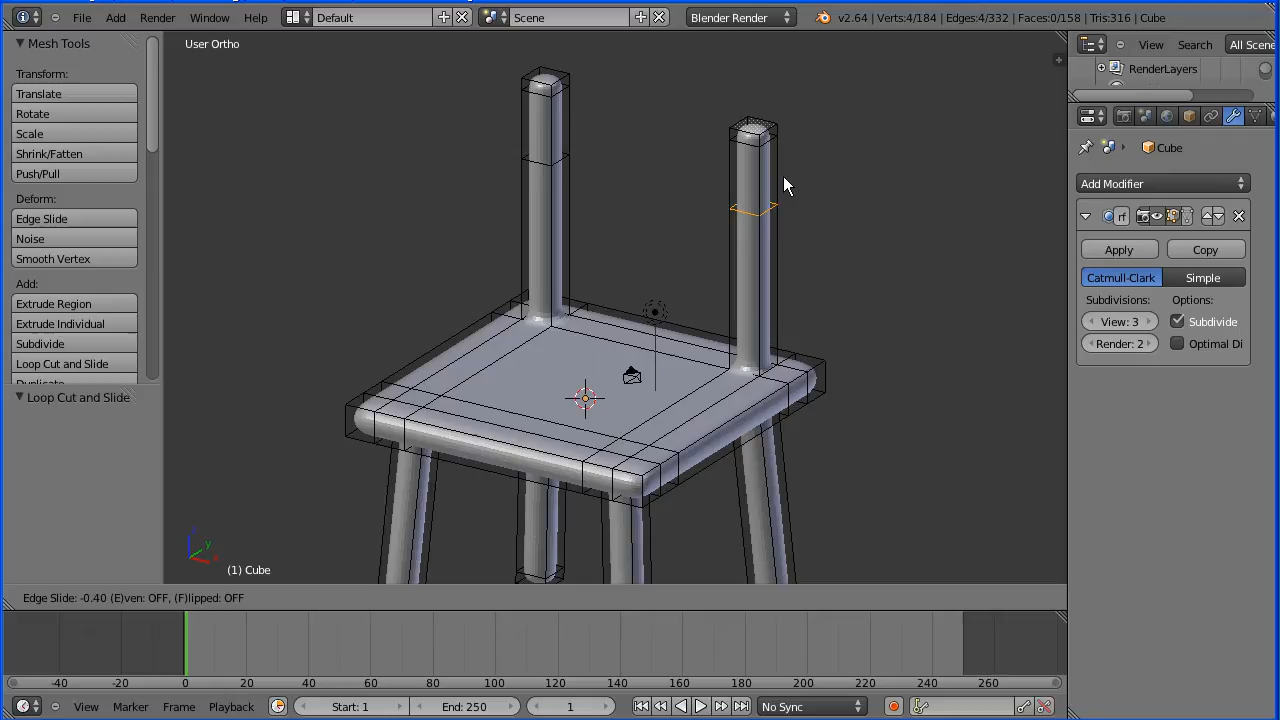 File Add Render Window Help Default Scene Blender Render v2.64 | Verts:4/184 | Edges:4/332 | Faces:0/158 | Tris:316 | Cube
Mesh Tools
Transform:
Translate
Rotate
Scale
Shrink/Fatten
Push/Pull
Deform:
Edge Slide
Noise
Smooth Vertex
Add:
Extrude Region
Extrude Individual
Subdivide
Loop Cut and Slide
Loop Cut and Slide
User Ortho
(1) Cube
View Search All Scene
RenderLayers
Cube
Add Modifier
rf
Apply Copy
Catmull-Clark Simple
Subdivisions: Options:
View: 3 Subdivide
Render: 2 Optimal Di
Edge Slide: -0.40 (E)ven: OFF, (F)lipped: OFF
-40 -20 0 20 40 60 80 100 120 140 160 180 200 220 240 260
View Marker Frame Playback Start: 1 End: 250 1 No Sync